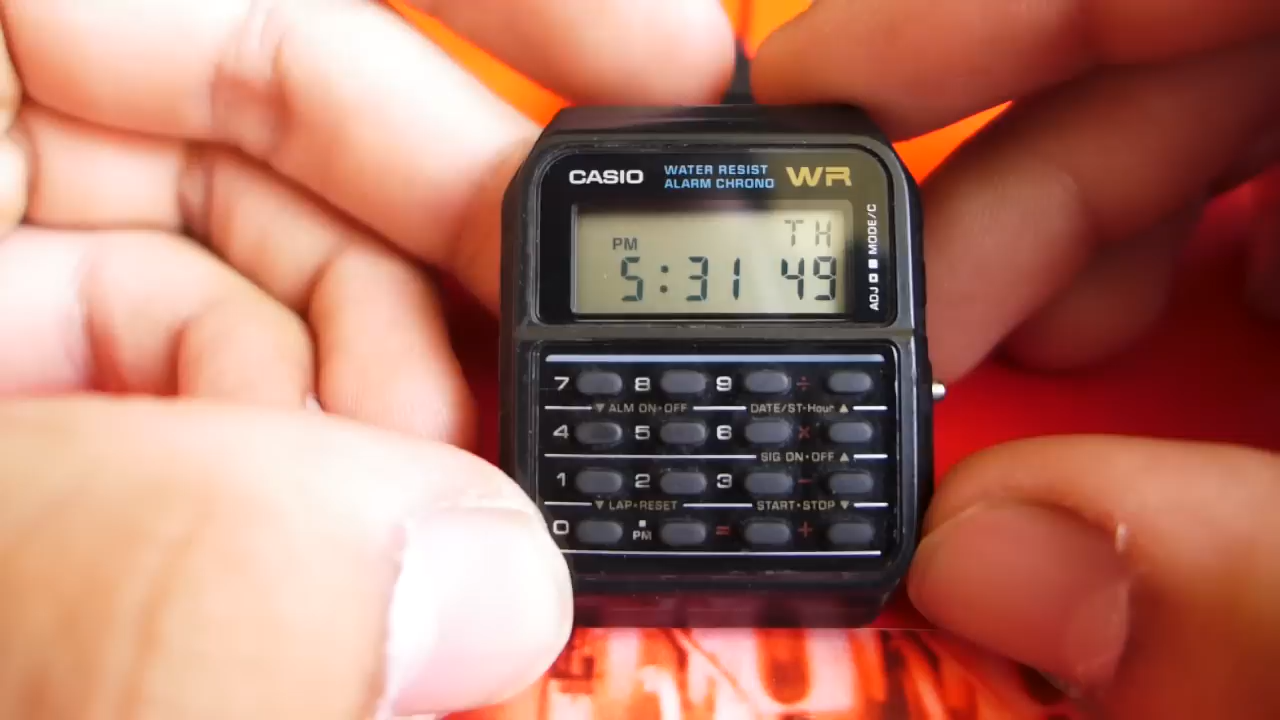 CASIO WATER RESIST WR
ALARM CHRONO
ADJ MODE/C
TH
PM
5:31 49
7 8 9 ÷
▼ ALM ON•OFF DATE/ST-Hour ▲
4 5 6 ×
SIG ON•OFF ▲
1 2 3 -
▼ LAP•RESET START•STOP ▼
0 . = +
PM